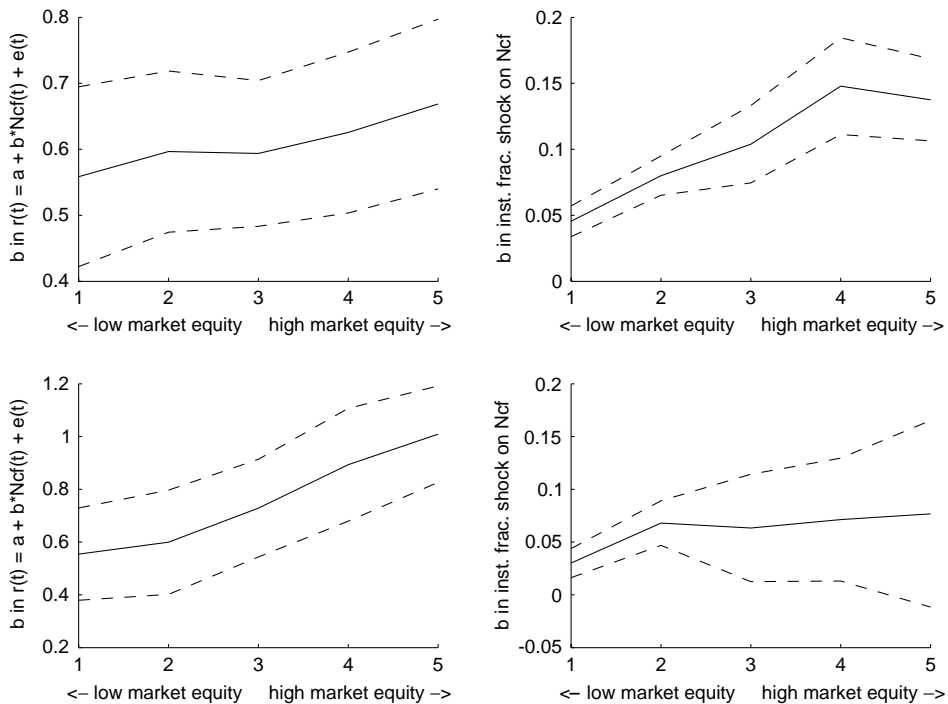 b in r(t) = a + b*Ncf(t) + e(t)
0.8
0.7
0.6
0.5
0.4
1 2 3 4 5
<– low market equity high market equity –>
b in inst. frac. shock on Ncf
0.2
0.15
0.1
0.05
0
1 2 3 4 5
<– low market equity high market equity –>
b in r(t) = a + b*Ncf(t) + e(t)
1.2
1
0.8
0.6
0.4
0.2
1 2 3 4 5
<– low market equity high market equity –>
b in inst. frac. shock on Ncf
0.2
0.15
0.1
0.05
0
-0.05
1 2 3 4 5
<– low market equity high market equity –>